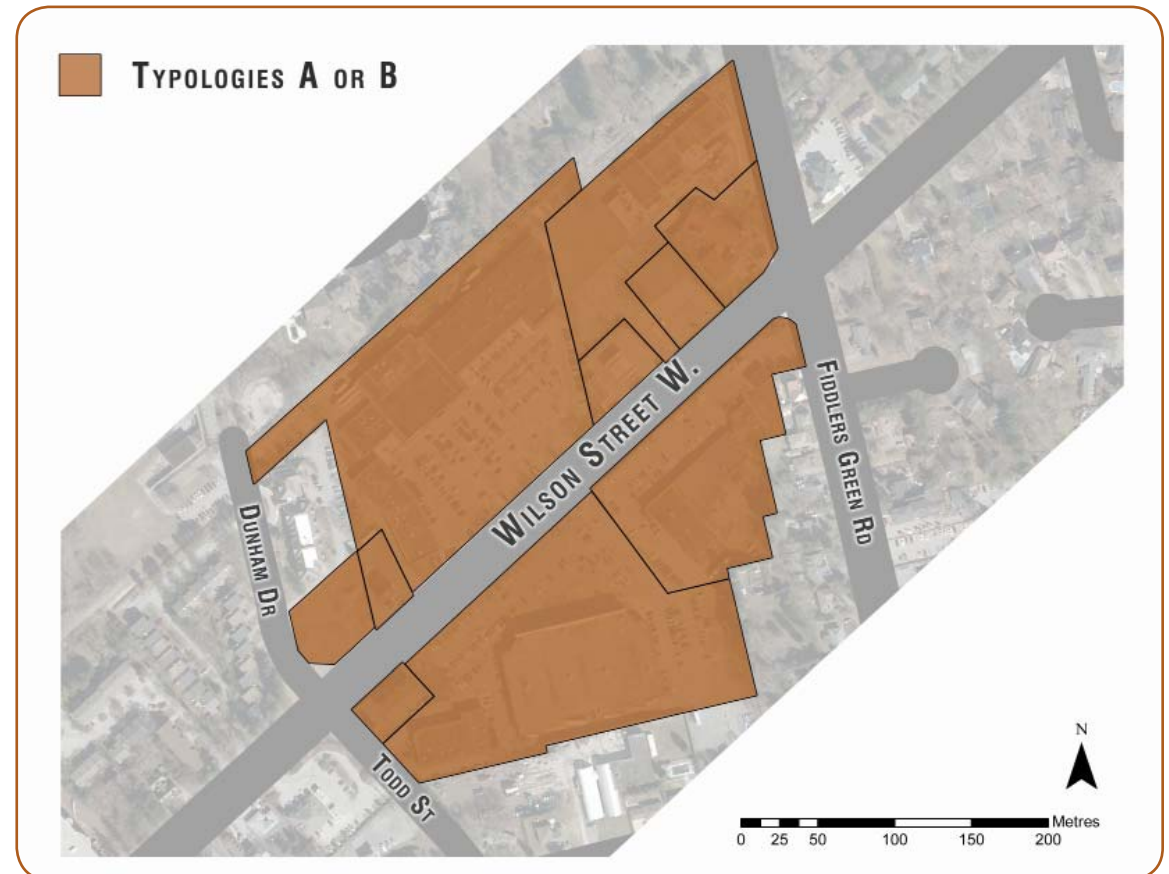 TYPOLOGIES A OR B
WILSON STREET W.
FIDDLERS GREEN RD
DUNHAM DR
TODD ST
N
Metres
0 25 50 100 150 200